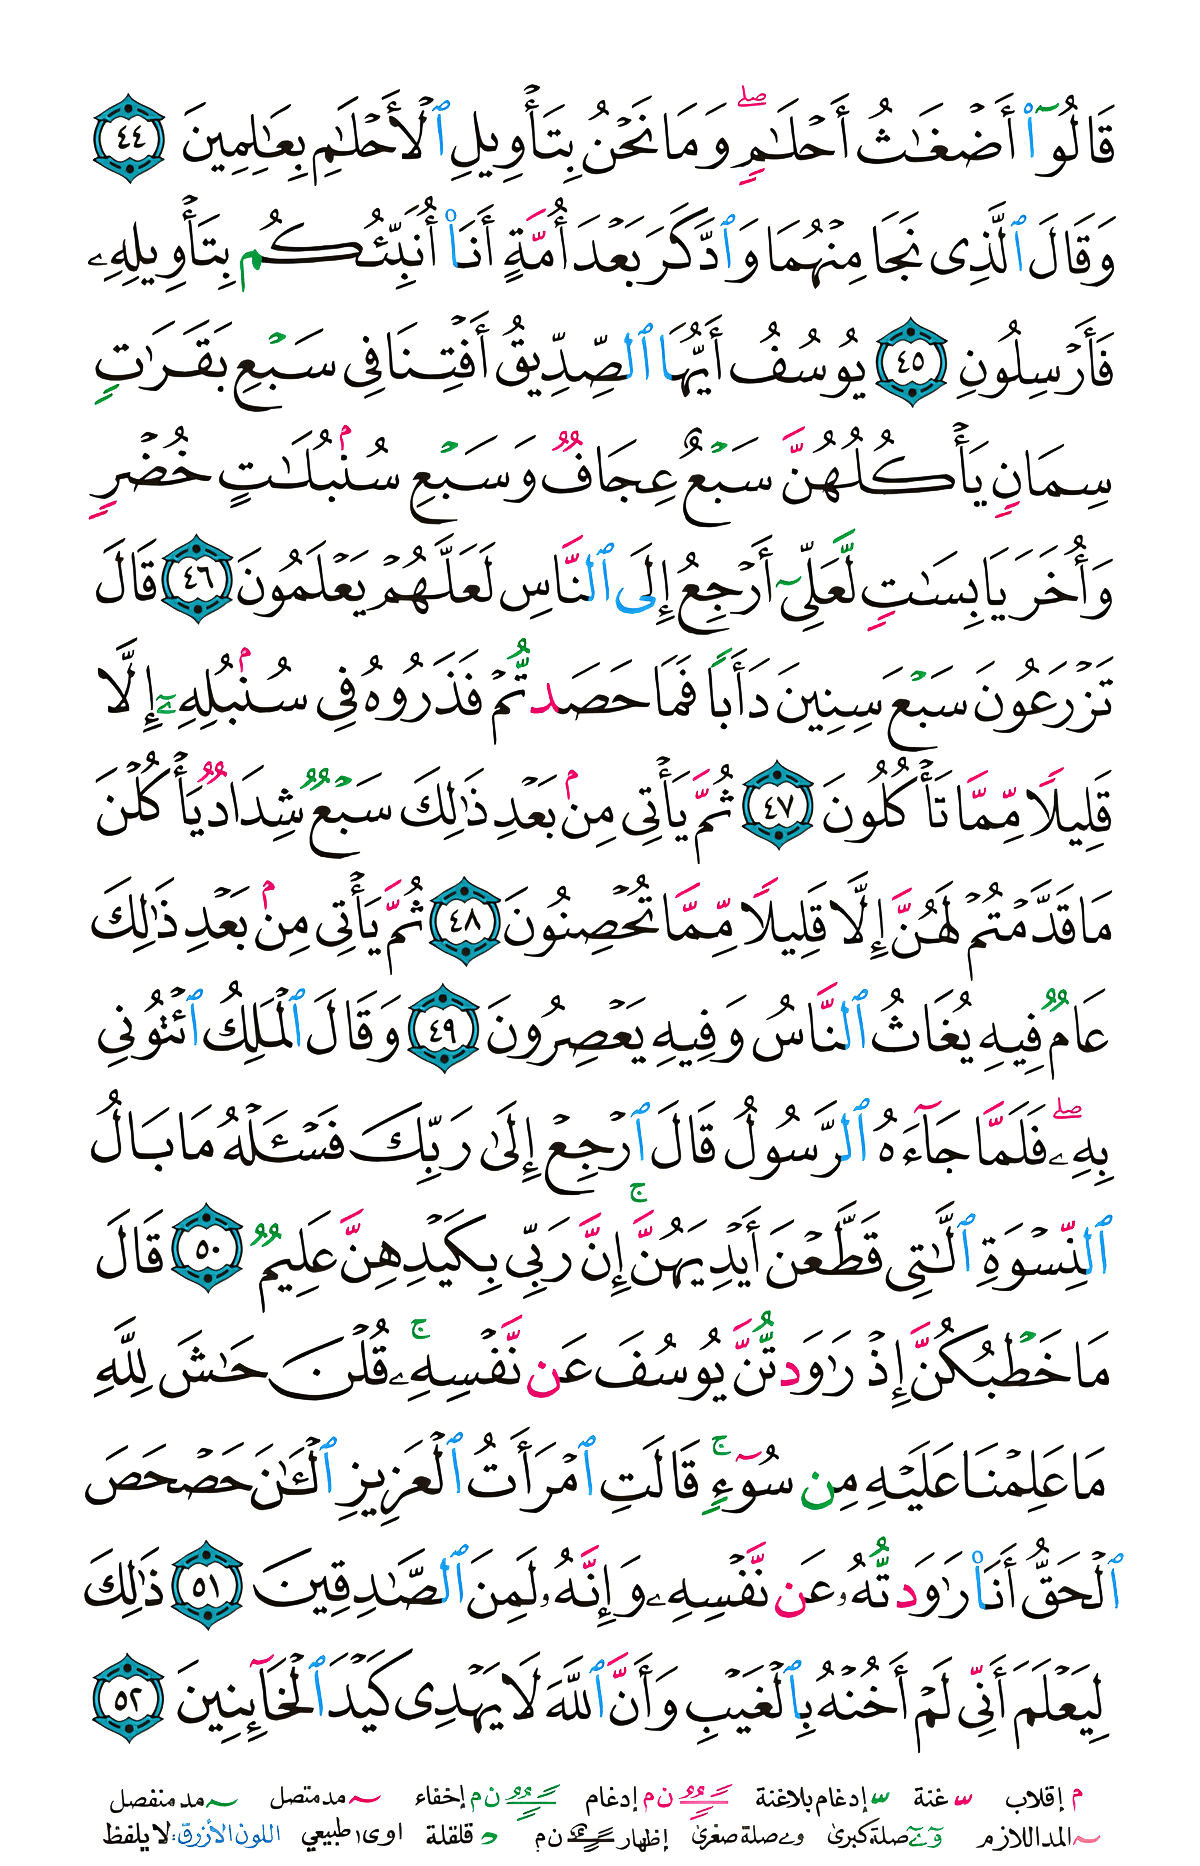 قَالُوٓا۟ أَضْغَـٰثُ أَحْلَـٰمٍۢ ۖ وَمَا نَحْنُ بِتَأْوِيلِ ٱلْأَحْلَـٰمِ بِعَـٰلِمِينَ ٤٤
وَقَالَ ٱلَّذِى نَجَا مِنْهُمَا وَٱدَّكَرَ بَعْدَ أُمَّةٍ أَنَا۠ أُنَبِّئُكُم بِتَأْوِيلِهِۦ
فَأَرْسِلُونِ ٤٥ يُوسُفُ أَيُّهَا ٱلصِّدِّيقُ أَفْتِنَا فِى سَبْعِ بَقَرَٰتٍۢ
سِمَانٍۢ يَأْكُلُهُنَّ سَبْعٌ عِجَافٌۭ وَسَبْعِ سُنۢبُلَـٰتٍ خُضْرٍۢ
وَأُخَرَ يَابِسَـٰتٍۢ لَّعَلِّىٓ أَرْجِعُ إِلَى ٱلنَّاسِ لَعَلَّهُمْ يَعْلَمُونَ ٤٦ قَالَ
تَزْرَعُونَ سَبْعَ سِنِينَ دَأَبًۭا فَمَا حَصَدتُّمْ فَذَرُوهُ فِى سُنۢبُلِهِۦٓ إِلَّا
قَلِيلًۭا مِّمَّا تَأْكُلُونَ ٤٧ ثُمَّ يَأْتِى مِنۢ بَعْدِ ذَٰلِكَ سَبْعٌۭ شِدَادٌۭ يَأْكُلْنَ
مَا قَدَّمْتُمْ لَهُنَّ إِلَّا قَلِيلًۭا مِّمَّا تُحْصِنُونَ ٤٨ ثُمَّ يَأْتِى مِنۢ بَعْدِ ذَٰلِكَ
عَامٌۭ فِيهِ يُغَاثُ ٱلنَّاسُ وَفِيهِ يَعْصِرُونَ ٤٩ وَقَالَ ٱلْمَلِكُ ٱئْتُونِى
بِهِۦ ۖ فَلَمَّا جَآءَهُ ٱلرَّسُولُ قَالَ ٱرْجِعْ إِلَىٰ رَبِّكَ فَسْـَٔلْهُ مَا بَالُ
ٱلنِّسْوَةِ ٱلَّـٰتِى قَطَّعْنَ أَيْدِيَهُنَّ ۚ إِنَّ رَبِّى بِكَيْدِهِنَّ عَلِيمٌۭ ٥٠ قَالَ
مَا خَطْبُكُنَّ إِذْ رَٰوَدتُّنَّ يُوسُفَ عَن نَّفْسِهِۦ ۚ قُلْنَ حَـٰشَ لِلَّهِ
مَا عَلِمْنَا عَلَيْهِ مِن سُوٓءٍۢ ۚ قَالَتِ ٱمْرَأَتُ ٱلْعَزِيزِ ٱلْـَٔـٰنَ حَصْحَصَ
ٱلْحَقُّ أَنَا۠ رَٰوَدتُّهُۥ عَن نَّفْسِهِۦ وَإِنَّهُۥ لَمِنَ ٱلصَّـٰدِقِينَ ٥١ ذَٰلِكَ
لِيَعْلَمَ أَنِّى لَمْ أَخُنْهُ بِٱلْغَيْبِ وَأَنَّ ٱللَّهَ لَا يَهْدِى كَيْدَ ٱلْخَآئِنِينَ ٥٢
م إقلاب غنة إدغام بلاغنة ن م إدغام ن م إخفاء مد متصل مد منفصل
المد اللازم صلة كبرى وے صلة صغرى إظهار ن م قلقلة اوى طبيعي اللون الأزرق: لا يلفظ